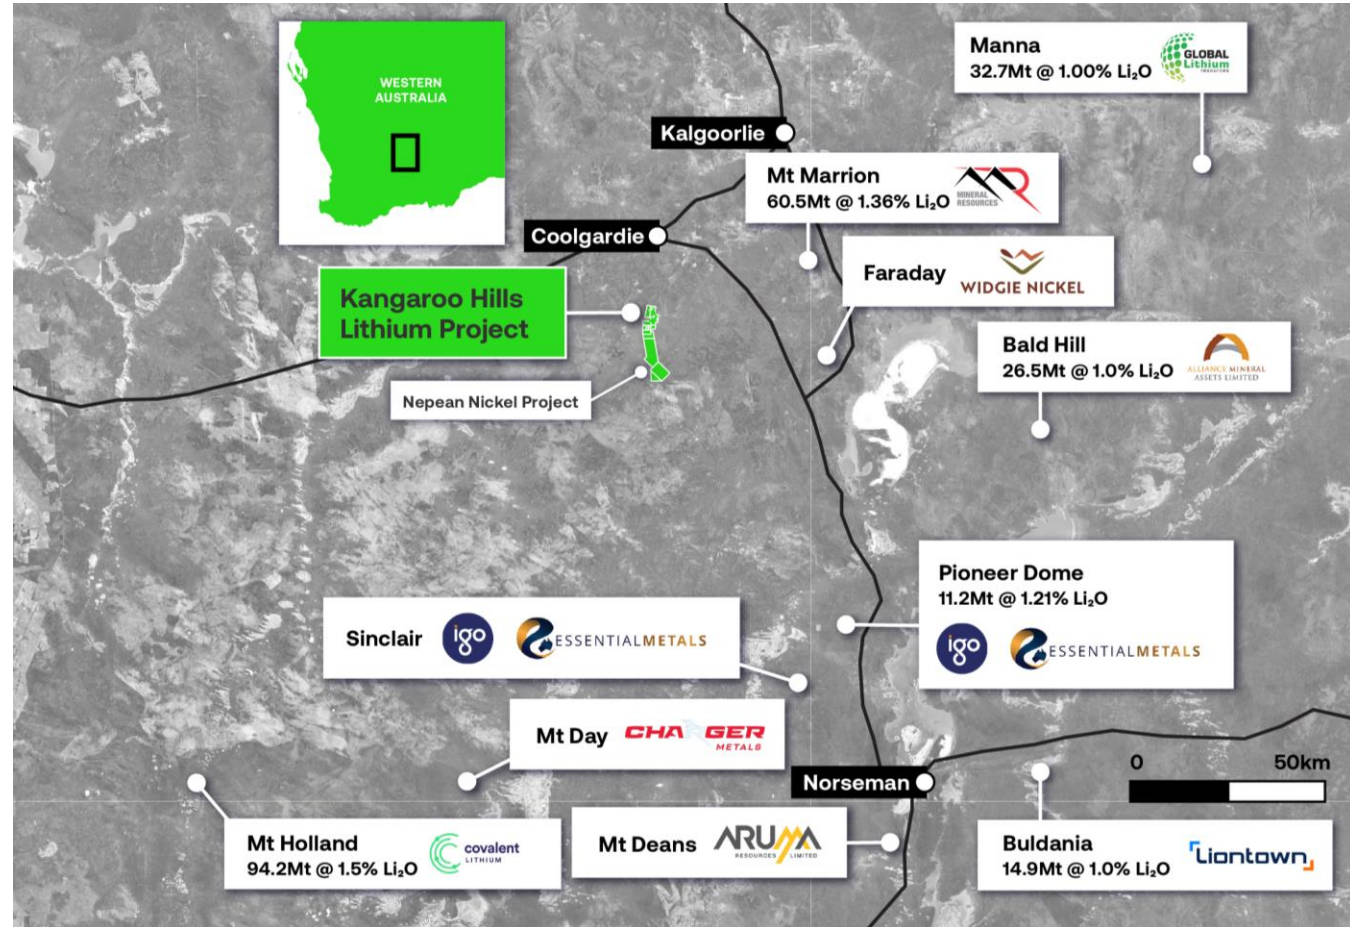 WESTERN
AUSTRALIA
Manna
32.7Mt @ 1.00% Li₂O
GLOBAL
Lithium
Kalgoorlie
Mt Marrion
60.5Mt @ 1.36% Li₂O
MINERAL
RESOURCES
Coolgardie
Faraday
WIDGIE NICKEL
Kangaroo Hills
Lithium Project
Nepean Nickel Project
Bald Hill
26.5Mt @ 1.0% Li₂O
ALLIANCE MINERAL
ASSETS LIMITED
Pioneer Dome
11.2Mt @ 1.21% Li₂O
igo
ESSENTIALMETALS
Sinclair
igo
ESSENTIALMETALS
Mt Day
CHARGER
METALS
Norseman
0 50km
Mt Holland
94.2Mt @ 1.5% Li₂O
covalent
LITHIUM
Mt Deans
ARUMA
RESOURCES LIMITED
Buldania
14.9Mt @ 1.0% Li₂O
Liontown